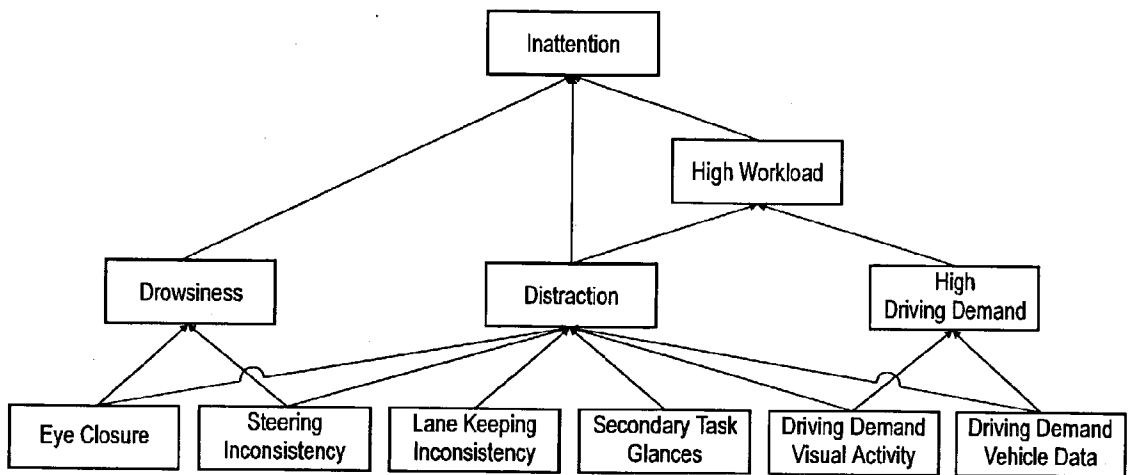 Inattention
High Workload
Drowsiness
Distraction
High
Driving Demand
Eye Closure
Steering
Inconsistency
Lane Keeping
Inconsistency
Secondary Task
Glances
Driving Demand
Visual Activity
Driving Demand
Vehicle Data